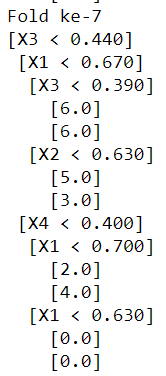 Fold ke-7
[X3 < 0.440]
 [X1 < 0.670]
  [X3 < 0.390]
    [6.0]
    [6.0]
  [X2 < 0.630]
    [5.0]
    [3.0]
 [X4 < 0.400]
  [X1 < 0.700]
    [2.0]
    [4.0]
  [X1 < 0.630]
    [0.0]
    [0.0]